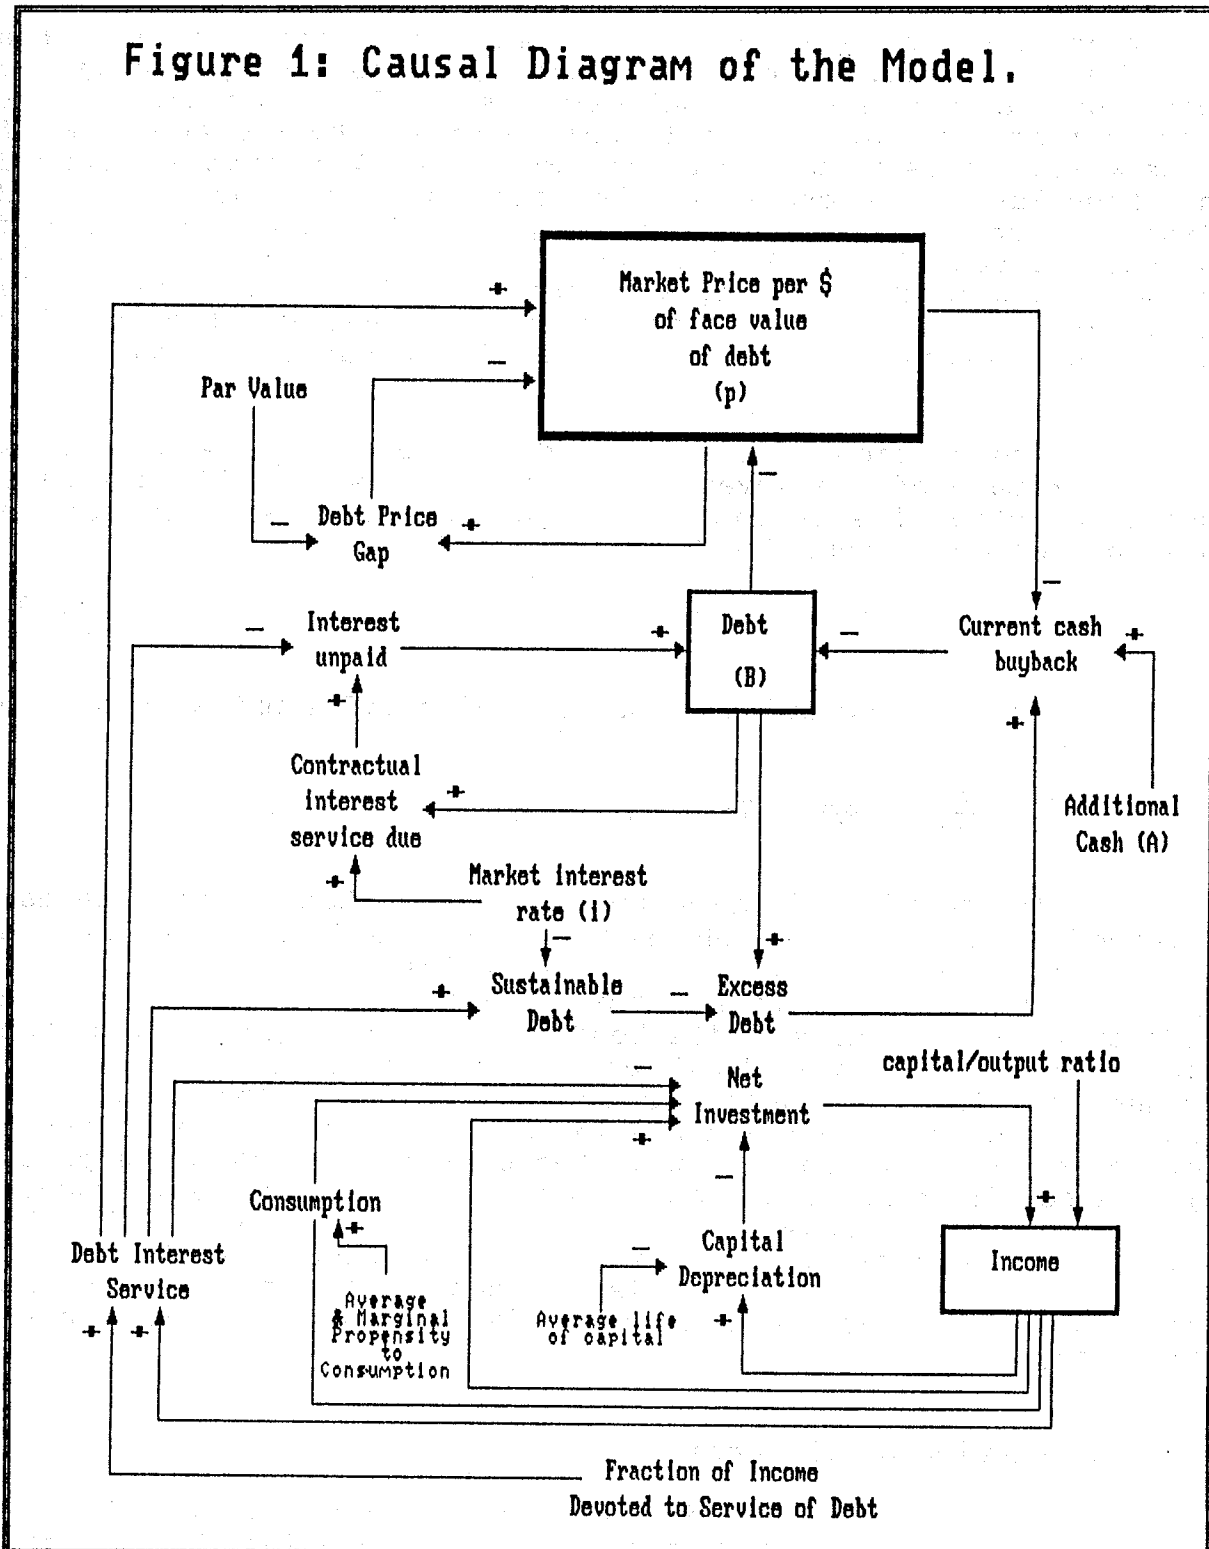 Figure 1: Causal Diagram of the Model.
Market Price per $
of face value
of debt
(p)
+
−
Par Value
−
Debt Price
Gap
+
−
−
Interest
unpaid
−
+
Debt
(B)
−
Current cash
buyback
+
+
+
Contractual
interest
service due
+
+
Additional
Cash (A)
Market interest
rate (i)
−
+
+
Sustainable
Debt
−
Excess
Debt
−
Net
Investment
capital/output ratio
+
−
Consumption
+
+
Debt Interest
Service
−
Capital
Depreciation
Income
+
+
Average
& Marginal
Propensity
to
Consumption
Average life
of capital
+
Fraction of Income
Devoted to Service of Debt